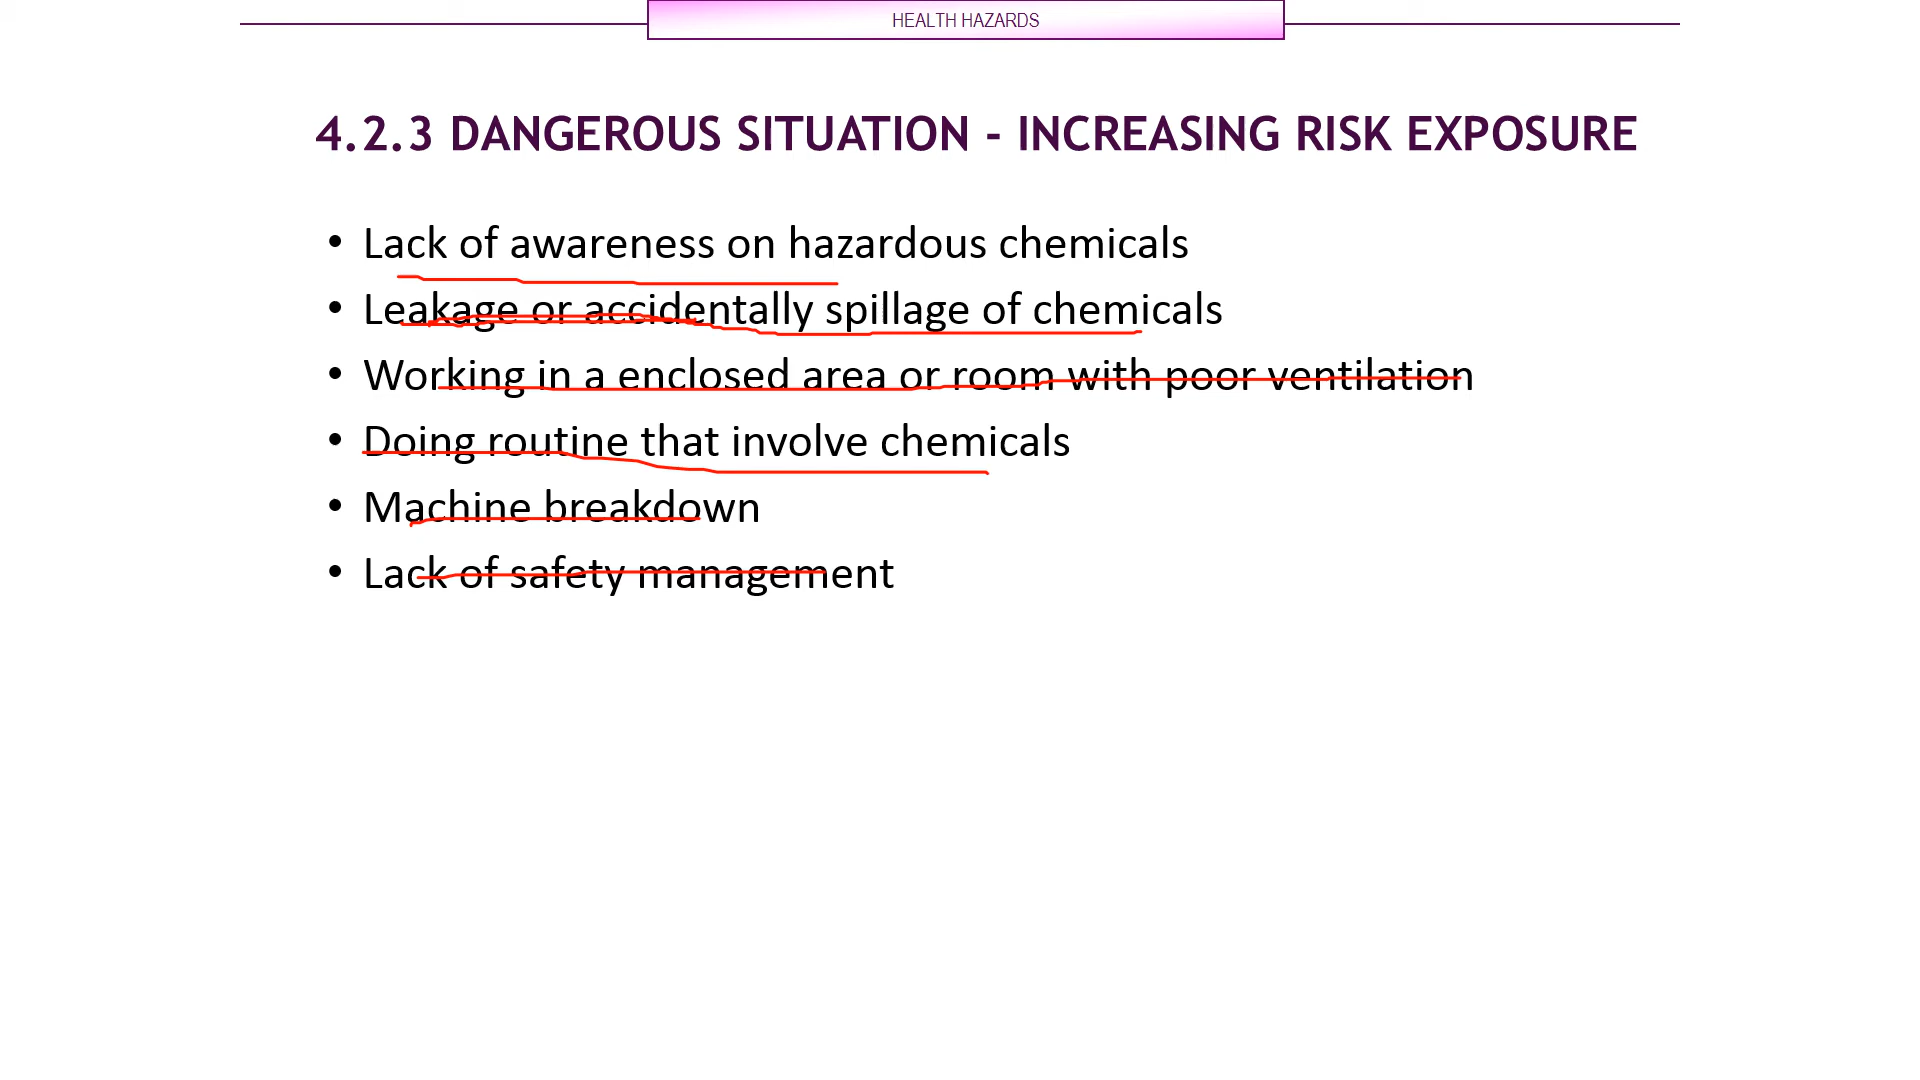 HEALTH HAZARDS
4.2.3 DANGEROUS SITUATION - INCREASING RISK EXPOSURE
• Lack of awareness on hazardous chemicals
• Leakage or accidentally spillage of chemicals
• Working in a enclosed area or room with poor ventilation
• Doing routine that involve chemicals
• Machine breakdown
• Lack of safety management